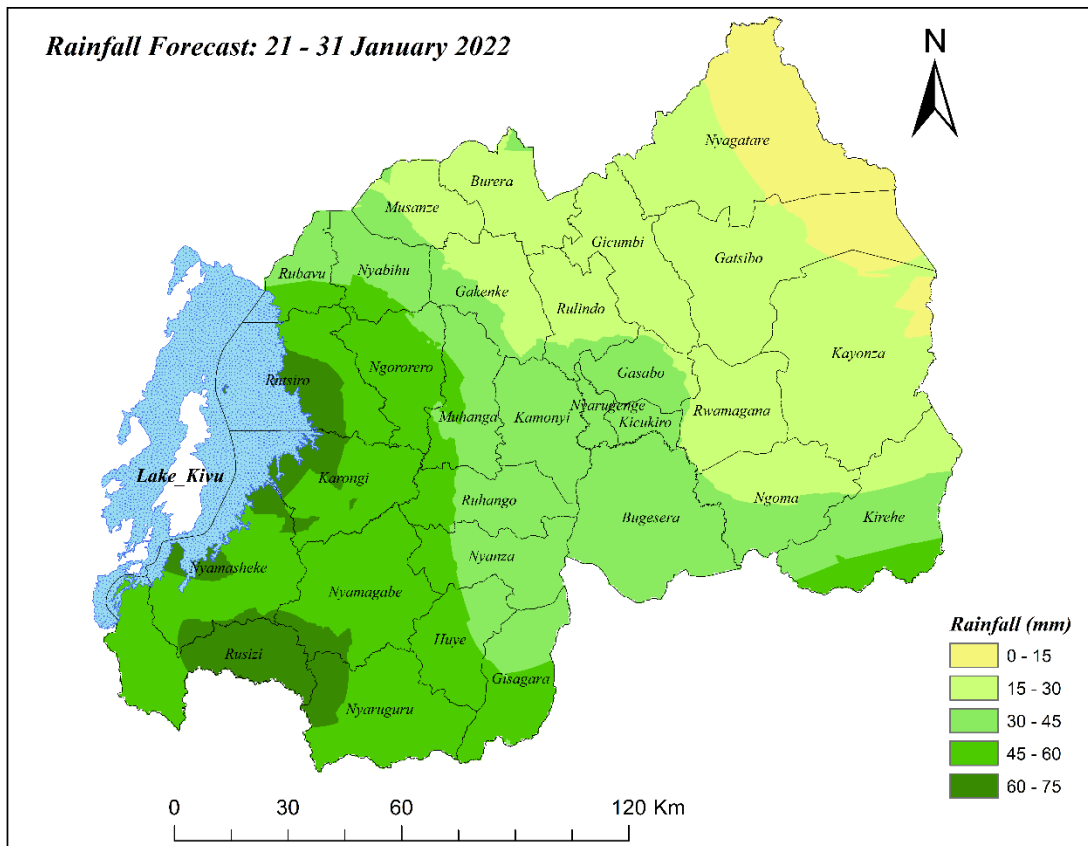 Rainfall Forecast: 21 - 31 January 2022
N
Nyagatare
Burera
Musanze
Gicumbi
Gatsibo
Rubavu
Nyabihu
Gakenke
Rulindo
Kayonza
Rutsiro
Ngororero
Gasabo
Nyarugenge
Rwamagana
Muhanga
Kamonyi
Kicukiro
Lake_Kivu
Karongi
Ruhango
Ngoma
Bugesera
Kirehe
Nyanza
Nyamasheke
Nyamagabe
Huye
Rusizi
Gisagara
Nyaruguru
Rainfall (mm)
0 - 15
15 - 30
30 - 45
45 - 60
60 - 75
0 30 60 120 Km